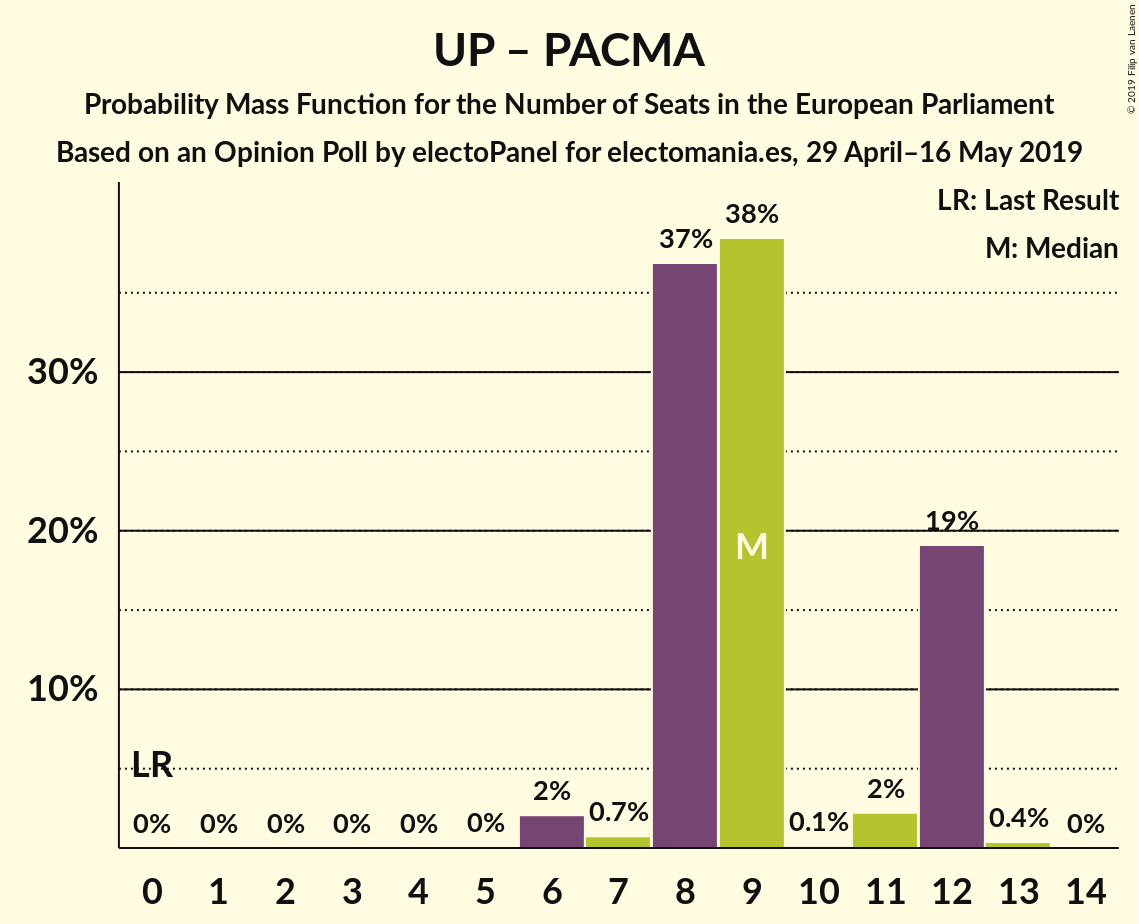 UP – PACMA
Probability Mass Function for the Number of Seats in the European Parliament
Based on an Opinion Poll by electoPanel for electomania.es, 29 April–16 May 2019
© 2019 Filip van Laenen
LR: Last Result
M: Median
38%
37%
30%
20%
19%
M
10%
LR
0% 0% 0% 0% 0% 0% 2% 0.7% 0.1% 2% 0.4% 0%
0 1 2 3 4 5 6 7 8 9 10 11 12 13 14